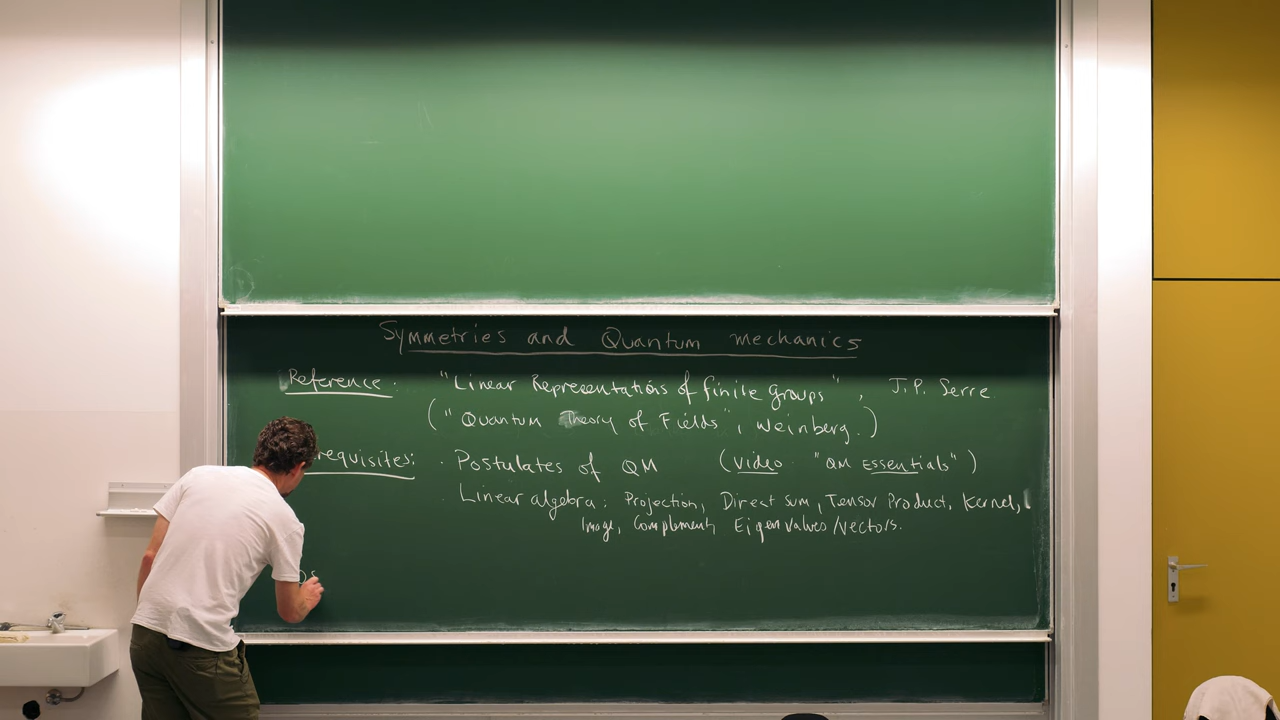 Symmetries and Quantum mechanics
Reference: "Linear Representations of finite groups", J.P. Serre.
("Quantum Theory of Fields", Weinberg.)
requisites: · Postulates of QM (video "QM Essentials")
Linear algebra: Projection, Direct sum, Tensor Product, Kernel,
Image, Complement, Eigenvalues/vectors.